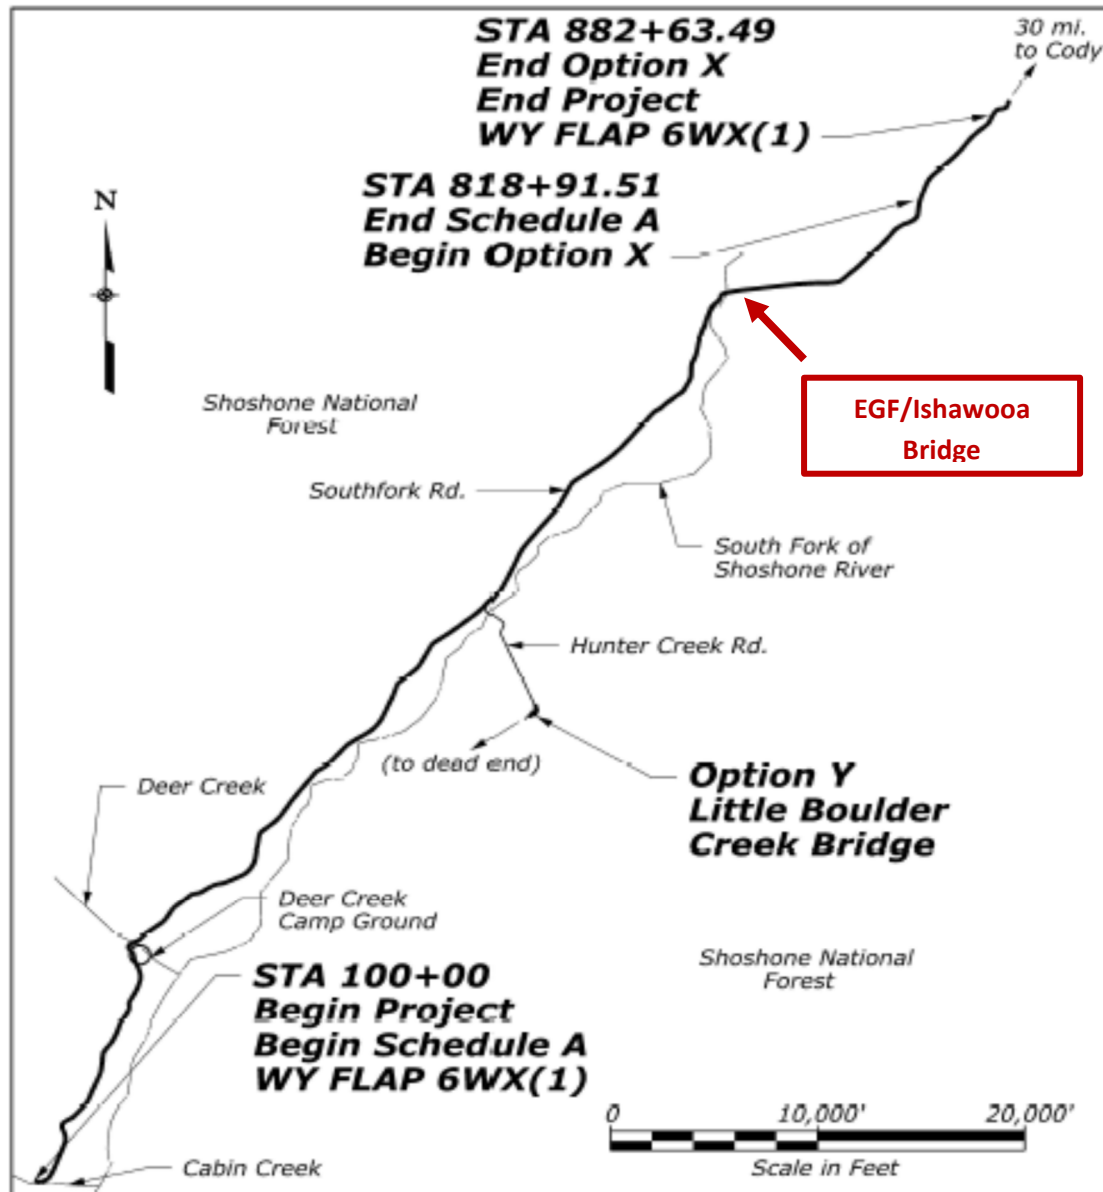 STA 882+63.49
End Option X
End Project
WY FLAP 6WX(1)
30 mi.
to Cody
STA 818+91.51
End Schedule A
Begin Option X
N
EGF/Ishawooa
Bridge
Shoshone National
Forest
Southfork Rd.
South Fork of
Shoshone River
Hunter Creek Rd.
(to dead end)
Option Y
Little Boulder
Creek Bridge
Deer Creek
Deer Creek
Camp Ground
Shoshone National
Forest
STA 100+00
Begin Project
Begin Schedule A
WY FLAP 6WX(1)
Cabin Creek
0 10,000' 20,000'
Scale in Feet